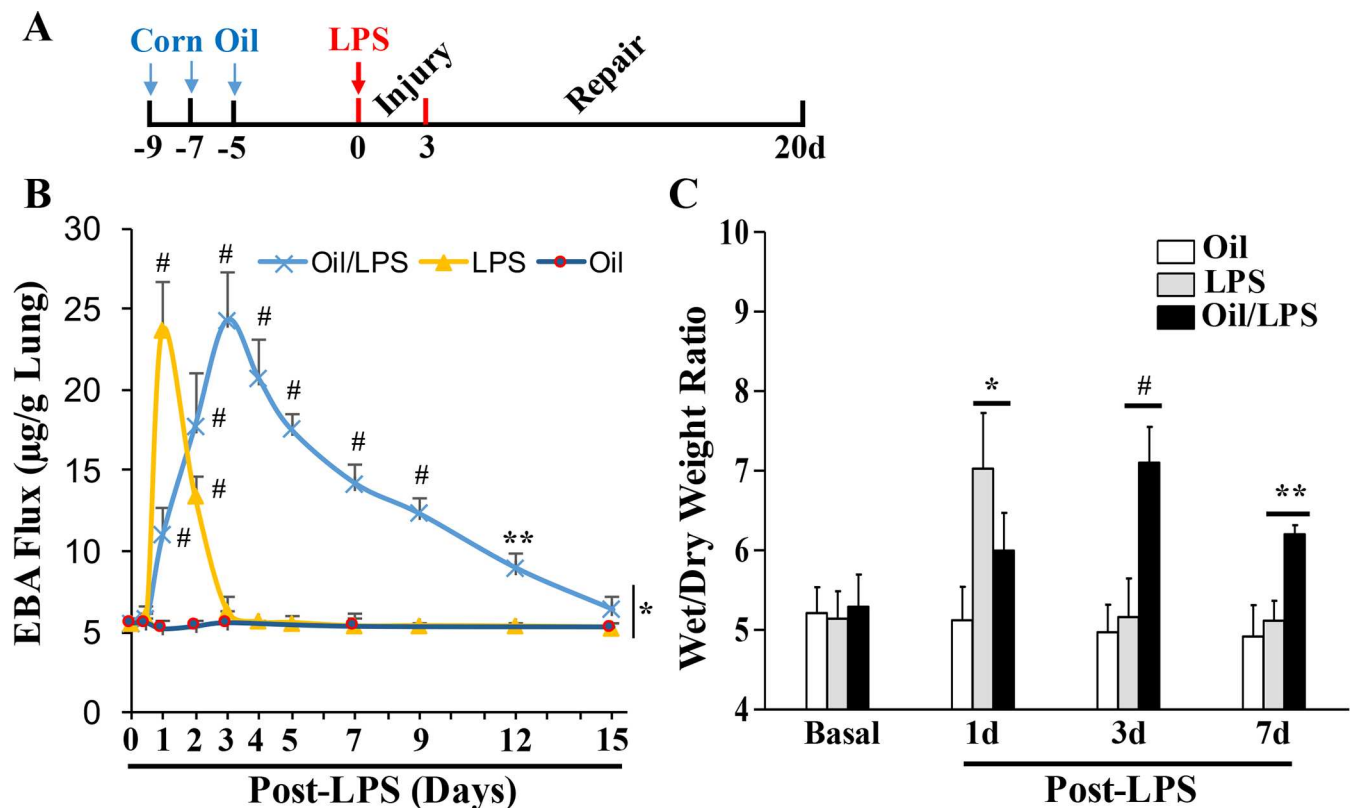 A
Corn Oil
LPS
Injury
Repair
-9 -7 -5 0 3 20d
B
EBA Flux (µg/g Lung)
30
25
20
15
10
5
0
Oil/LPS LPS Oil
# # # # # # # # # ** *
0 1 2 3 4 5 7 9 12 15
Post-LPS (Days)
C
Wet/Dry Weight Ratio
10
9
8
7
6
5
4
Oil
LPS
Oil/LPS
* # **
Basal 1d 3d 7d
Post-LPS